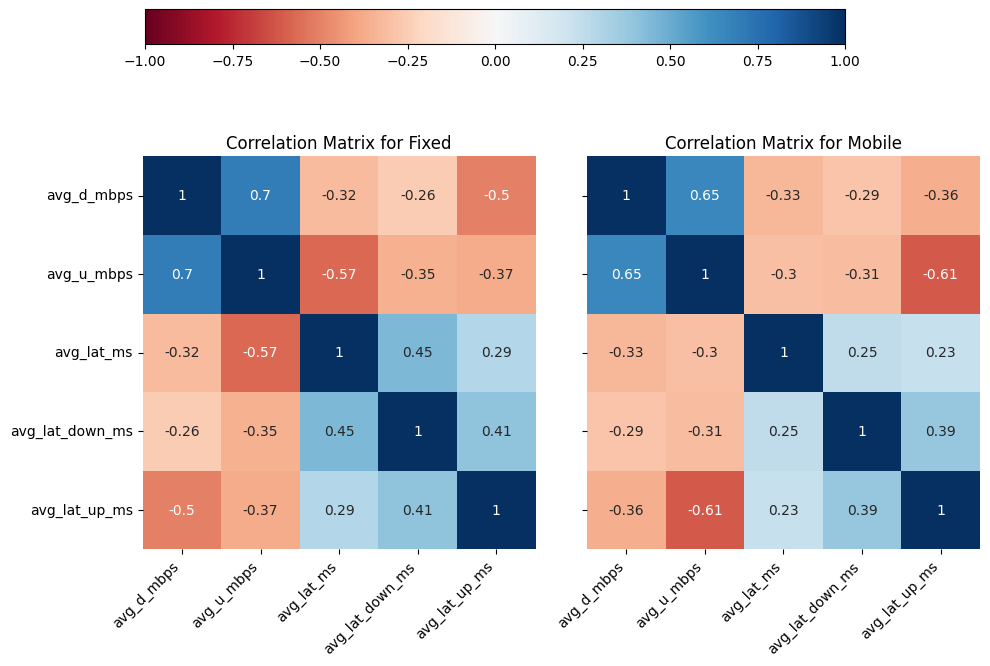 −1.00 −0.75 −0.50 −0.25 0.00 0.25 0.50 0.75 1.00
Correlation Matrix for Fixed
avg_d_mbps 1 0.7 -0.32 -0.26 -0.5
avg_u_mbps 0.7 1 -0.57 -0.35 -0.37
avg_lat_ms -0.32 -0.57 1 0.45 0.29
avg_lat_down_ms -0.26 -0.35 0.45 1 0.41
avg_lat_up_ms -0.5 -0.37 0.29 0.41 1
avg_d_mbps avg_u_mbps avg_lat_ms avg_lat_down_ms avg_lat_up_ms
Correlation Matrix for Mobile
1 0.65 -0.33 -0.29 -0.36
0.65 1 -0.3 -0.31 -0.61
-0.33 -0.3 1 0.25 0.23
-0.29 -0.31 0.25 1 0.39
-0.36 -0.61 0.23 0.39 1
avg_d_mbps avg_u_mbps avg_lat_ms avg_lat_down_ms avg_lat_up_ms